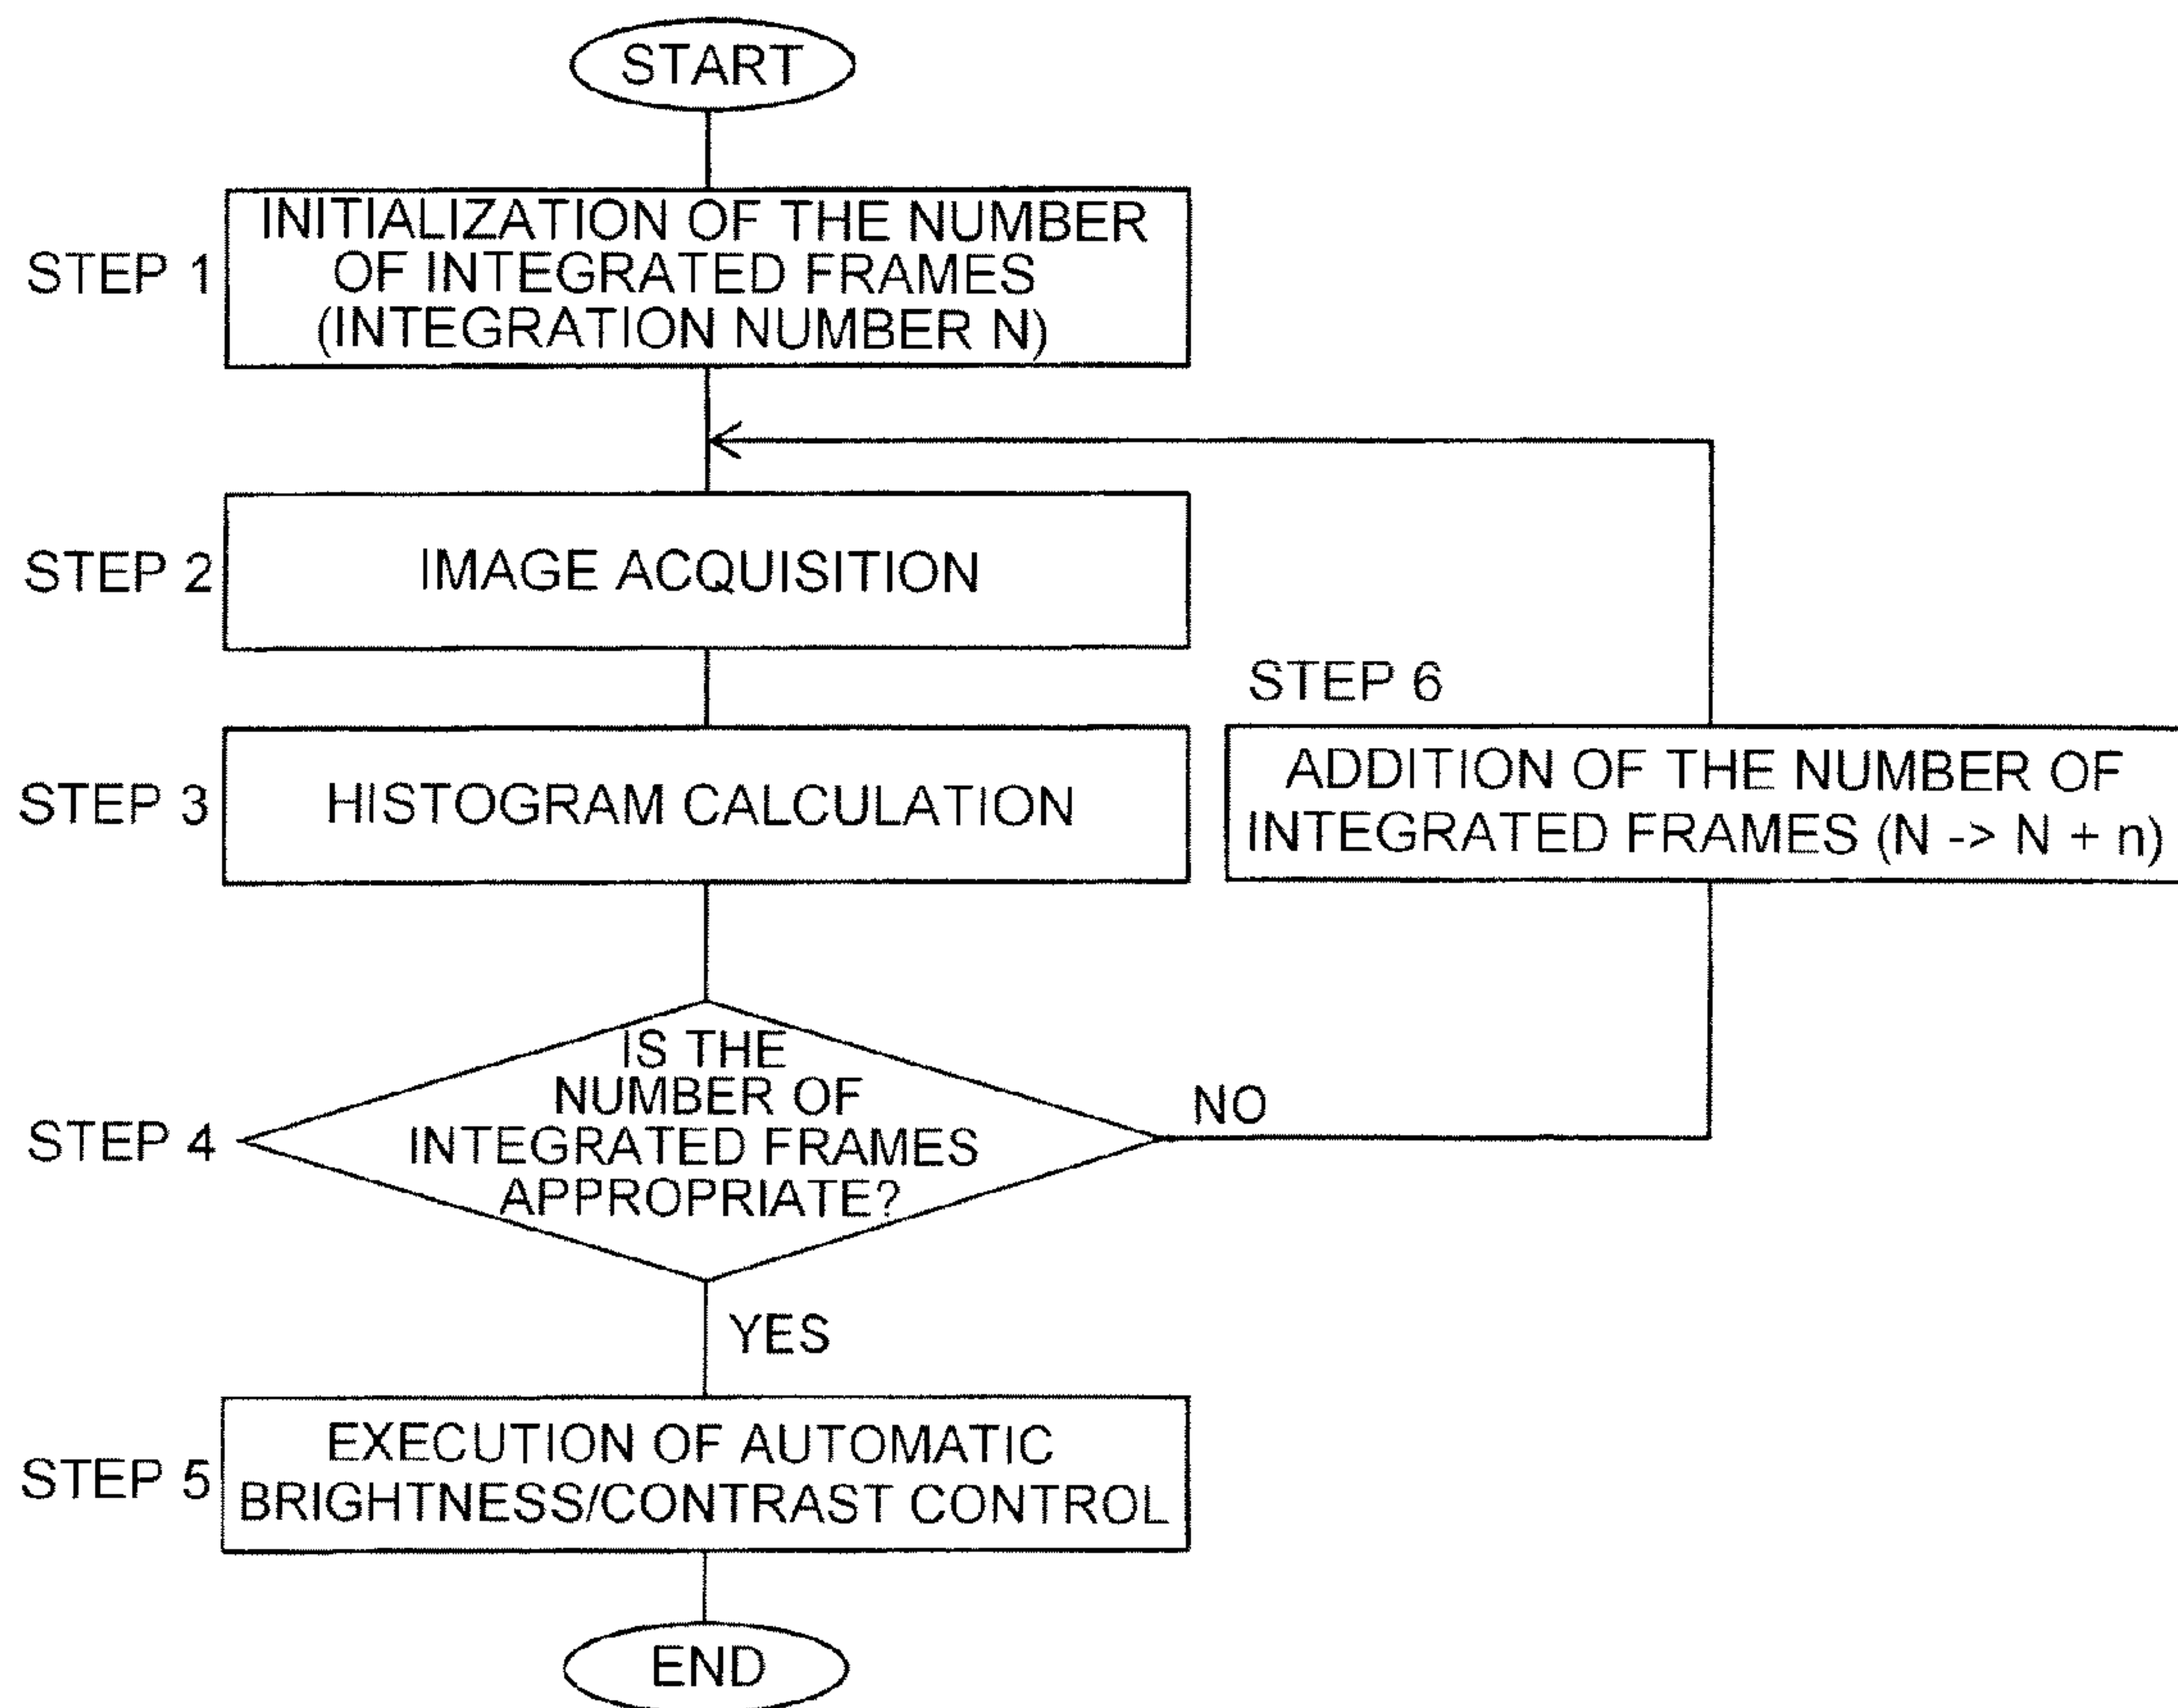 START
STEP 1
INITIALIZATION OF THE NUMBER
OF INTEGRATED FRAMES
(INTEGRATION NUMBER N)
STEP 2
IMAGE ACQUISITION
STEP 3
HISTOGRAM CALCULATION
STEP 6
ADDITION OF THE NUMBER OF
INTEGRATED FRAMES (N -> N + n)
STEP 4
IS THE
NUMBER OF
INTEGRATED FRAMES
APPROPRIATE?
NO
YES
STEP 5
EXECUTION OF AUTOMATIC
BRIGHTNESS/CONTRAST CONTROL
END